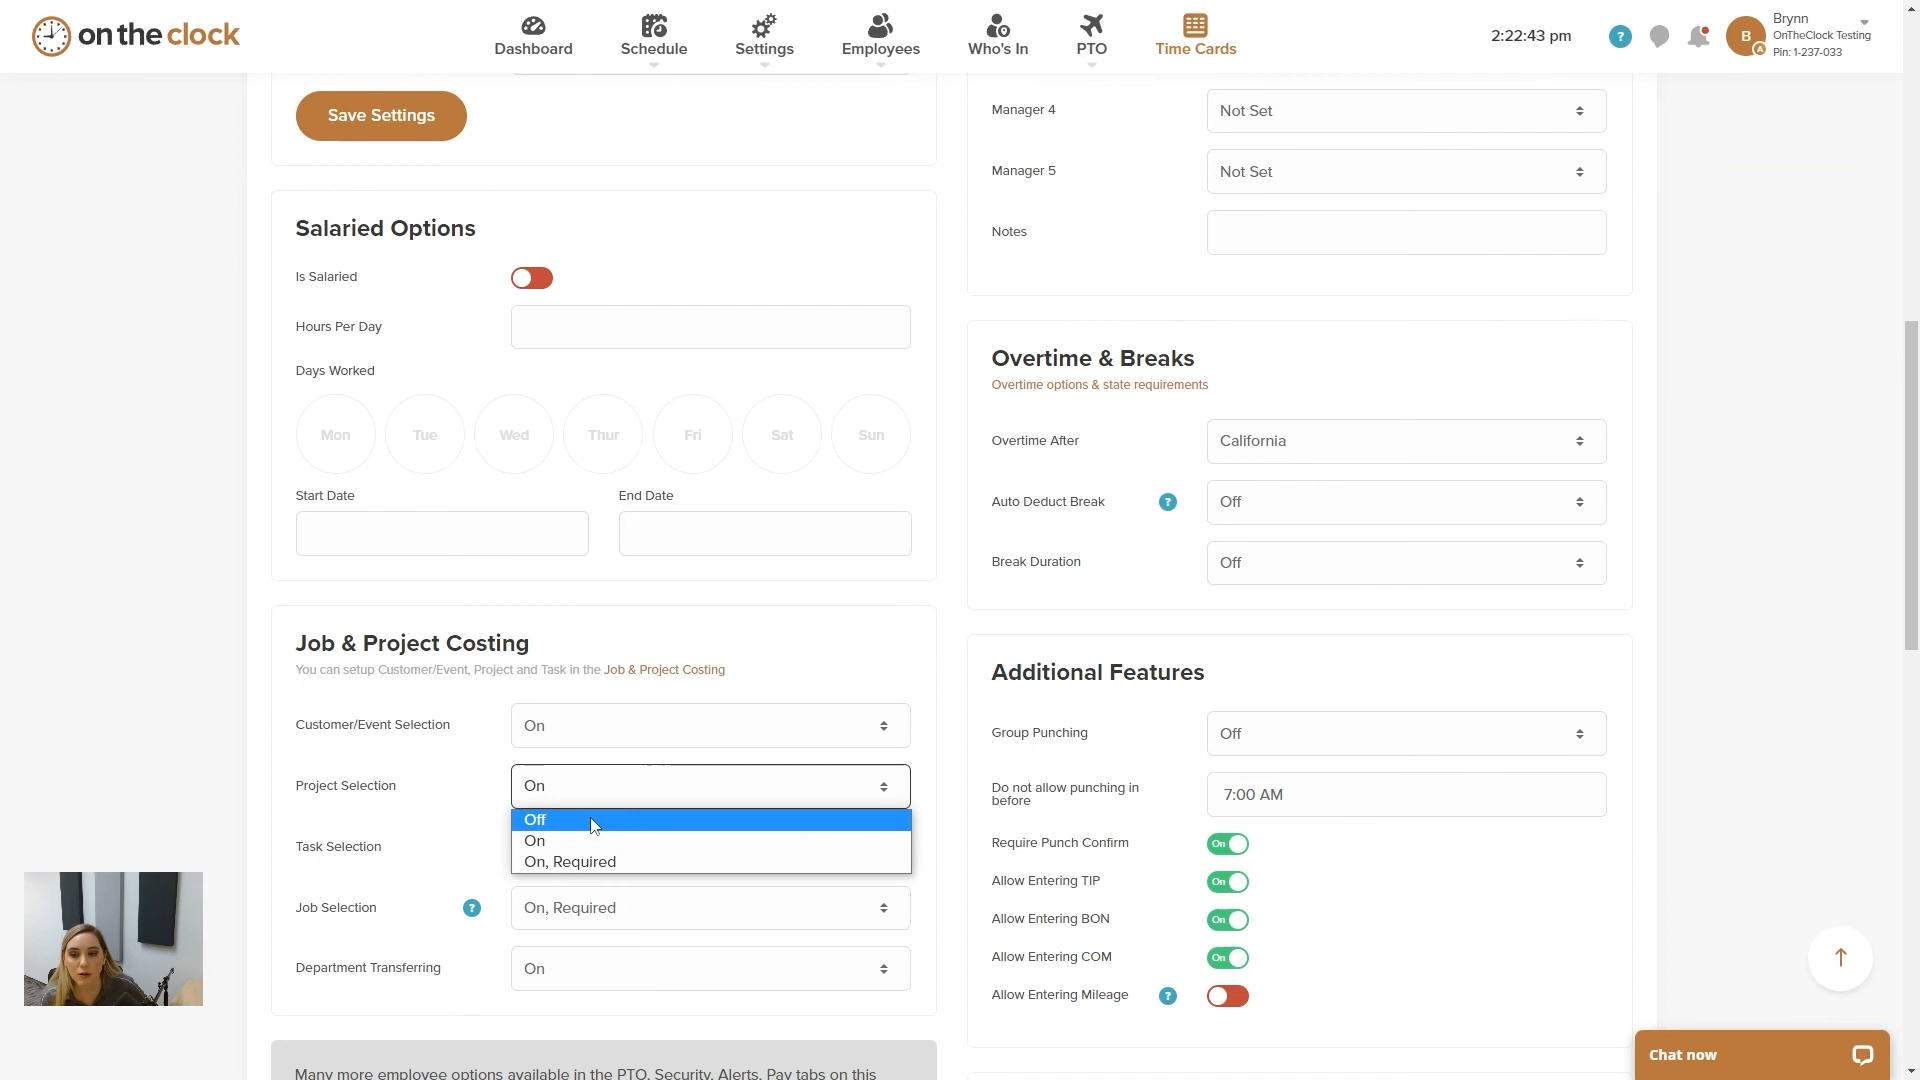 on the clock
Dashboard
Schedule
Settings
Employees
Who's In
PTO
Time Cards
2:22:43 pm
?
B
A
Brynn
OnTheClock Testing
Pin: 1-237-033
Save Settings
Salaried Options
Is Salaried
Hours Per Day
Days Worked
Mon
Tue
Wed
Thur
Fri
Sat
Sun
Start Date
End Date
Job & Project Costing
You can setup Customer/Event, Project and Task in the Job & Project Costing
Customer/Event Selection
On
Project Selection
On
Off
On
On, Required
Task Selection
Job Selection
?
On, Required
Department Transferring
On
Many more employee options available in the PTO, Security, Alerts, Pay tabs on this
Manager 4
Not Set
Manager 5
Not Set
Notes
Overtime & Breaks
Overtime options & state requirements
Overtime After
California
Auto Deduct Break
?
Off
Break Duration
Off
Additional Features
Group Punching
Off
Do not allow punching in
before
7:00 AM
Require Punch Confirm
On
Allow Entering TIP
On
Allow Entering BON
On
Allow Entering COM
On
Allow Entering Mileage
?
Chat now